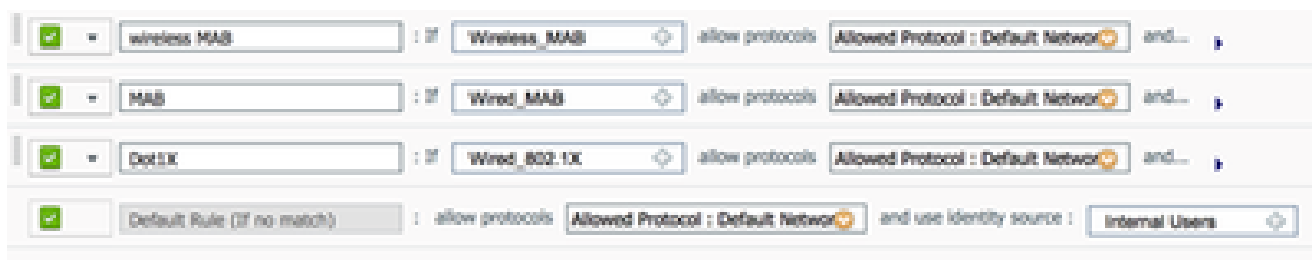 wireless MAB : If Wireless_MAB allow protocols Allowed Protocol : Default Networ and...
MAB : If Wired_MAB allow protocols Allowed Protocol : Default Networ and...
Dot1X : If Wired_802.1X allow protocols Allowed Protocol : Default Networ and...
Default Rule (If no match) : allow protocols Allowed Protocol : Default Networ and use identity source : Internal Users